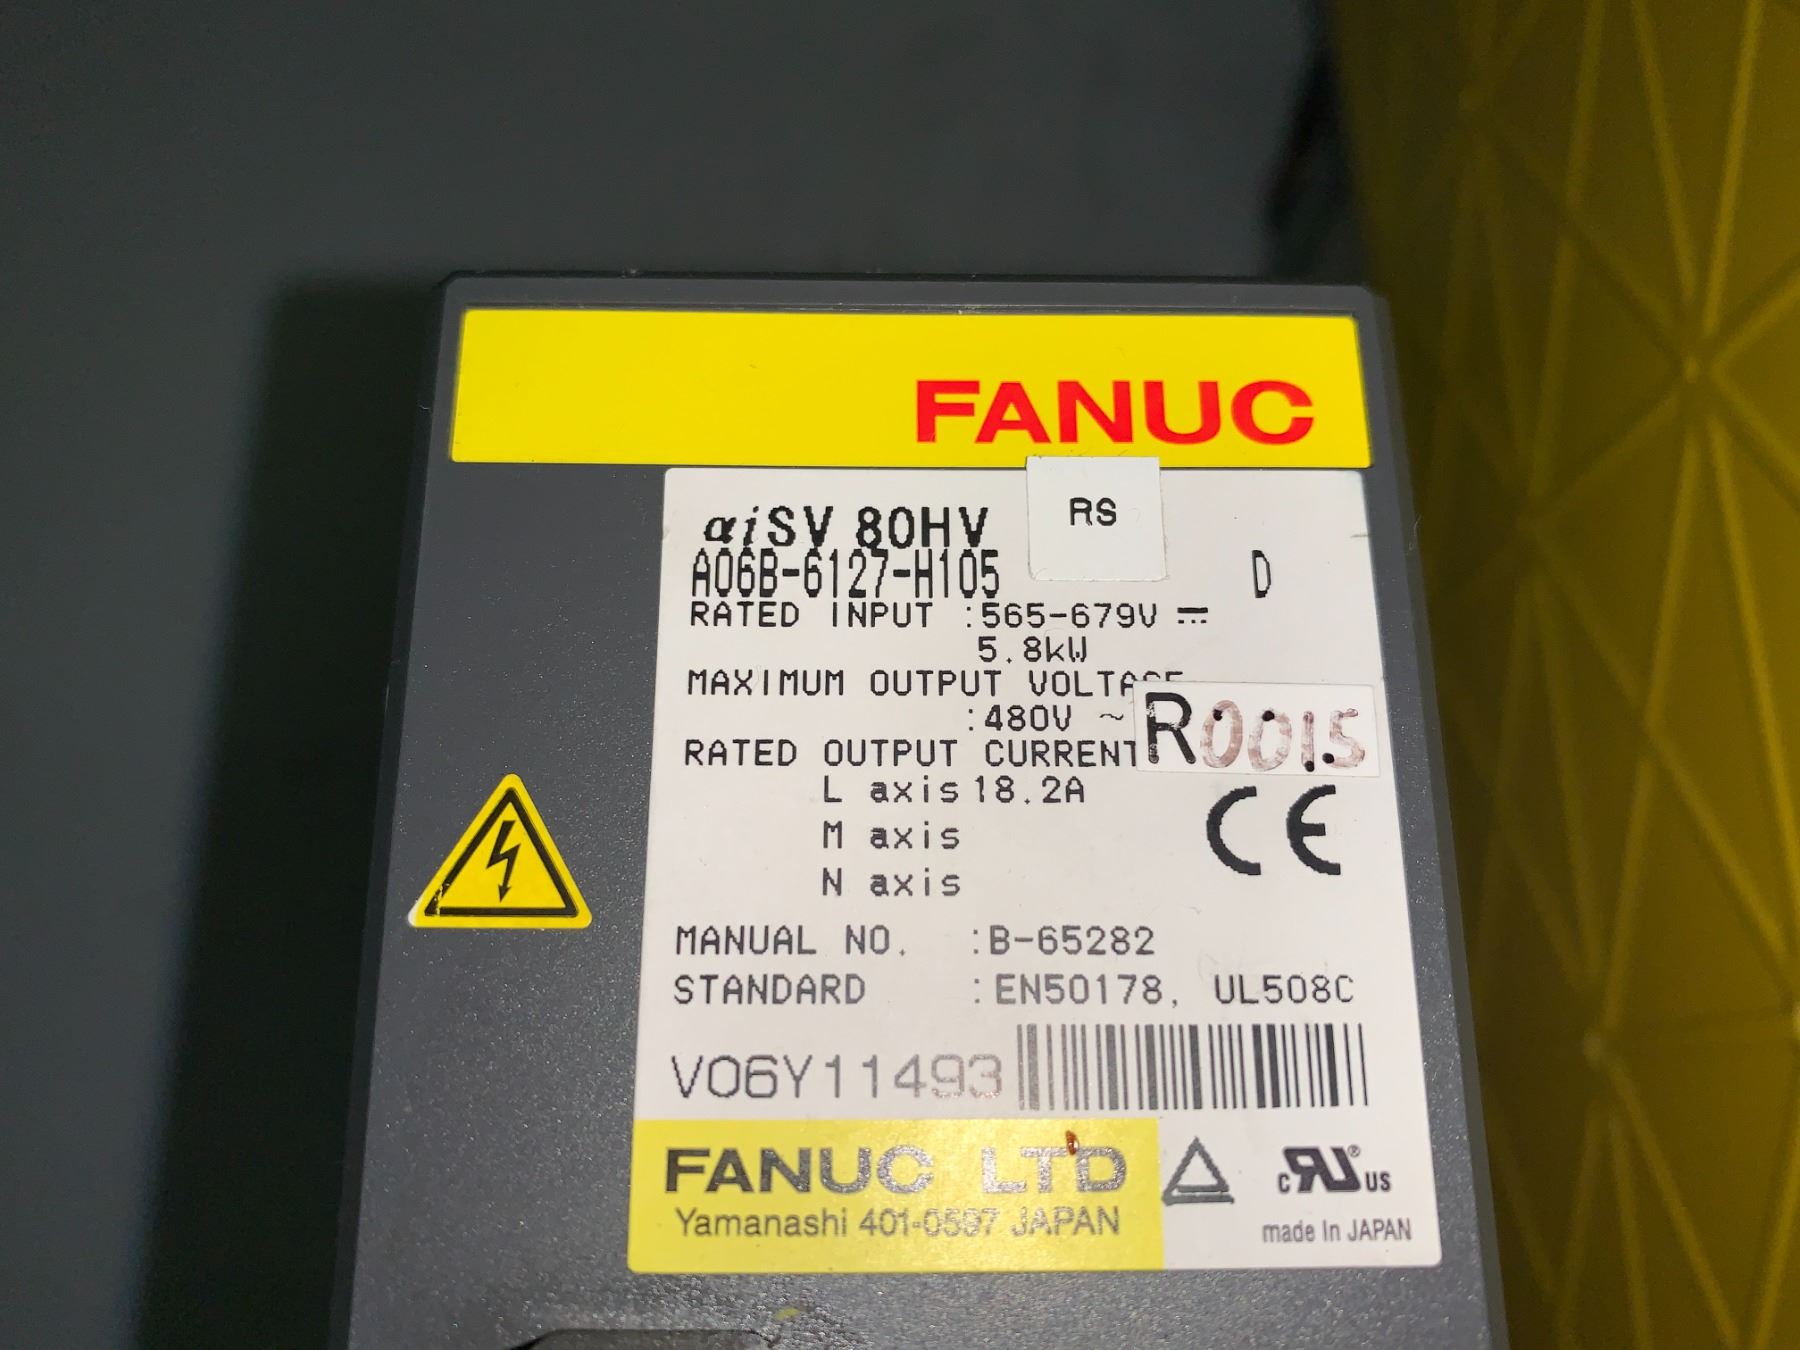 FANUC
αiSV 80HV
RS
A06B-6127-H105
D
RATED INPUT :565-679V ⎓
5.8kW
MAXIMUM OUTPUT VOLTAGE
:480V ~
R0015
RATED OUTPUT CURRENT
L axis 18.2A
M axis
N axis
CE
MANUAL NO. :B-65282
STANDARD :EN50178, UL508C
V06Y11493
FANUC LTD
Yamanashi 401-0597 JAPAN
c RU ® US
made In JAPAN